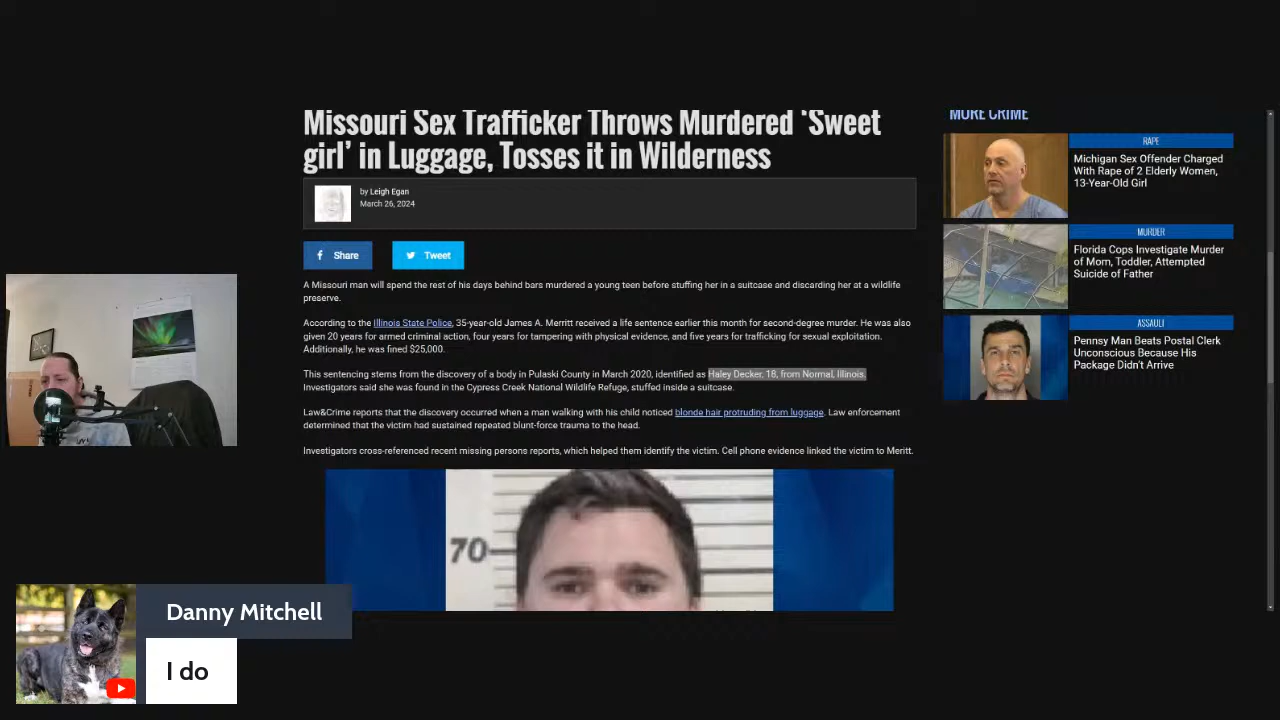 Missouri Sex Trafficker Throws Murdered ‘Sweet
girl’ in Luggage, Tosses it in Wilderness
by Leigh Egan
March 26, 2024
Share
Tweet
A Missouri man will spend the rest of his days behind bars murdered a young teen before stuffing her in a suitcase and discarding her at a wildlife
preserve.
According to the Illinois State Police, 35-year-old James A. Merritt received a life sentence earlier this month for second-degree murder. He was also
given 20 years for armed criminal action, four years for tampering with physical evidence, and five years for trafficking for sexual exploitation.
Additionally, he was fined $25,000.
This sentencing stems from the discovery of a body in Pulaski County in March 2020, identified as Haley Decker, 18, from Normal, Illinois.
Investigators said she was found in the Cypress Creek National Wildlife Refuge, stuffed inside a suitcase.
Law&Crime reports that the discovery occurred when a man walking with his child noticed blonde hair protruding from luggage. Law enforcement
determined that the victim had sustained repeated blunt-force trauma to the head.
Investigators cross-referenced recent missing persons reports, which helped them identify the victim. Cell phone evidence linked the victim to Meritt.
70
MORE CRIME
RAPE
Michigan Sex Offender Charged
With Rape of 2 Elderly Women,
13-Year-Old Girl
MURDER
Florida Cops Investigate Murder
of Mom, Toddler, Attempted
Suicide of Father
ASSAULT
Pennsy Man Beats Postal Clerk
Unconscious Because His
Package Didn't Arrive
Danny Mitchell
I do